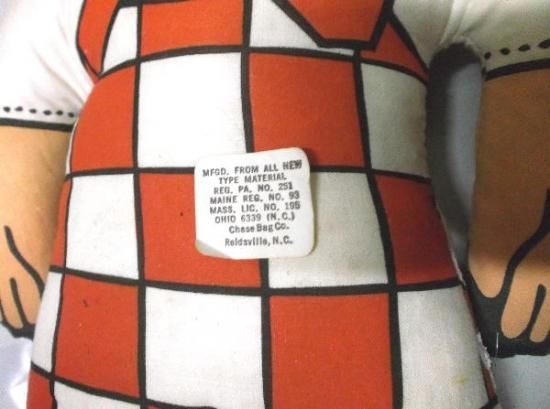 MFGD. FROM ALL NEW
TYPE MATERIAL
REG. PA. NO. 251
MAINE REG. NO. 93
MASS. LIC. NO. 195
OHIO 6339 (N.C.)
Chase Bag Co.
Reidsville, N.C.